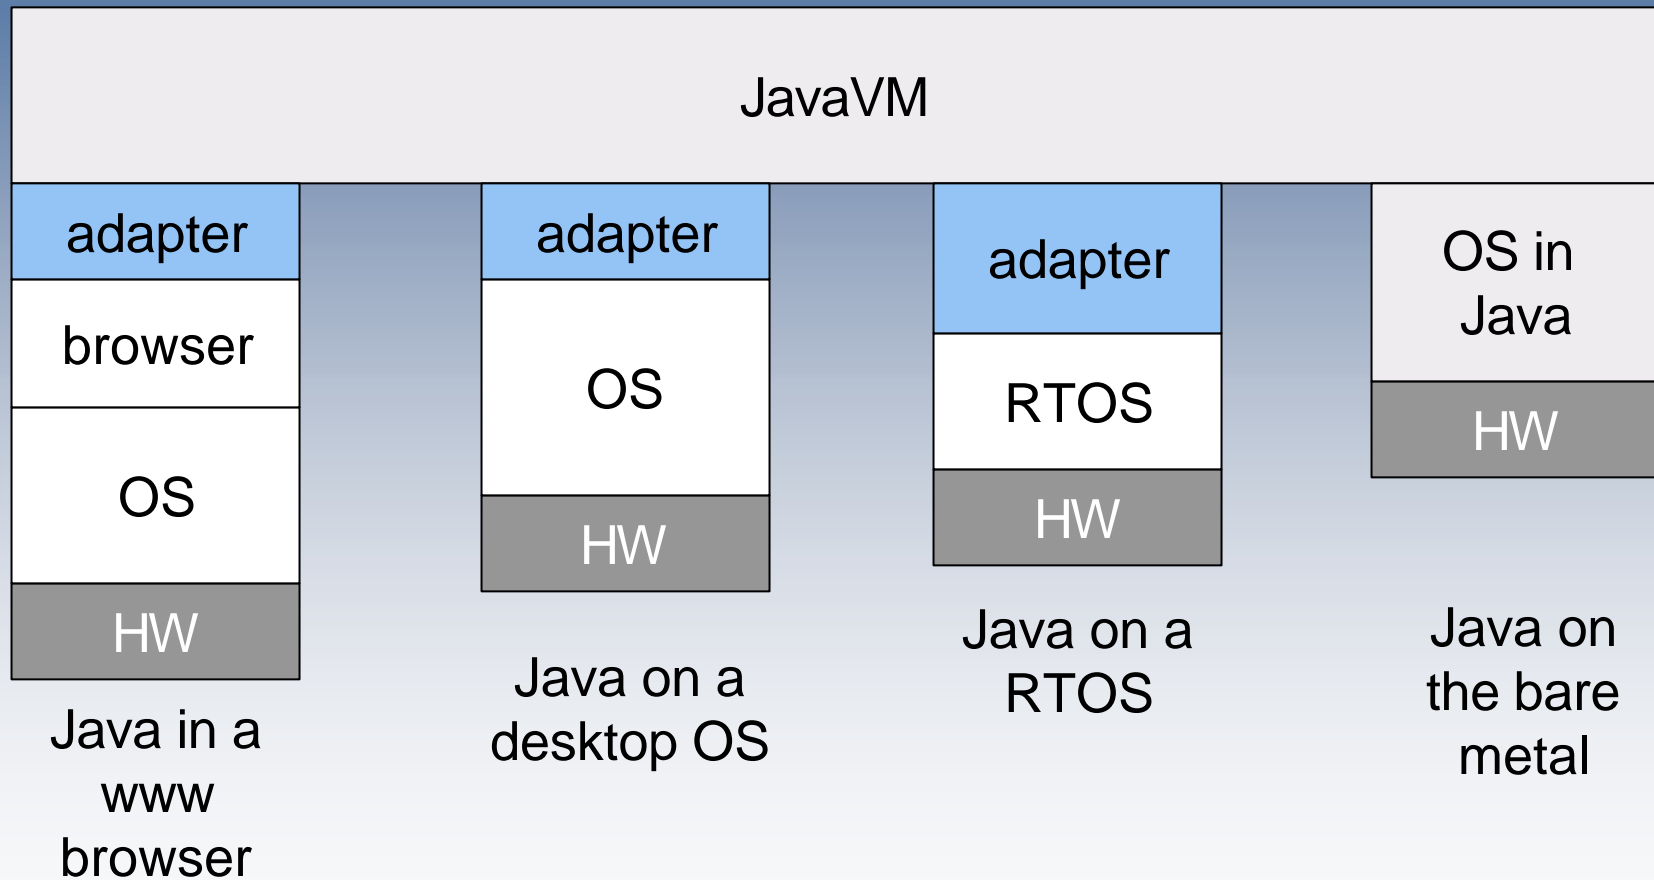 JavaVM
adapter
browser
OS
HW
Java in a
www
browser
adapter
OS
HW
Java on a
desktop OS
adapter
RTOS
HW
Java on a
RTOS
OS in
Java
HW
Java on
the bare
metal